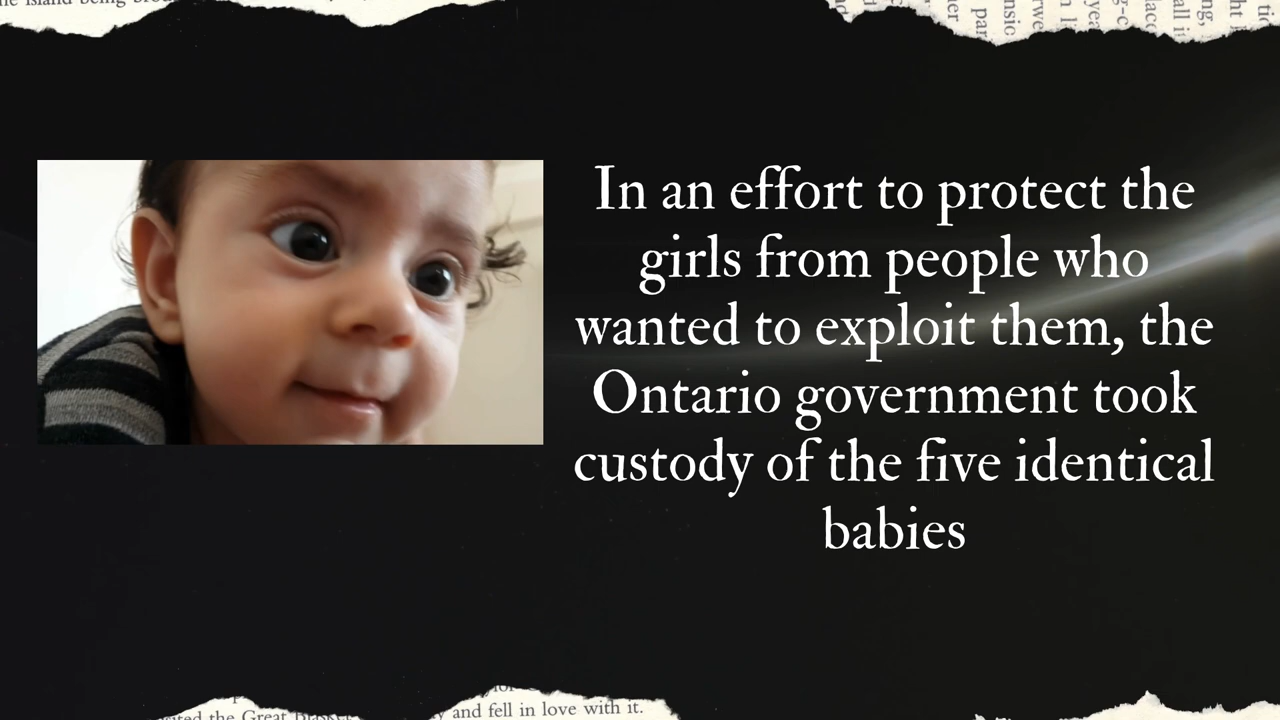 In an effort to protect the
girls from people who
wanted to exploit them, the
Ontario government took
custody of the five identical
babies
and fell in love with it.